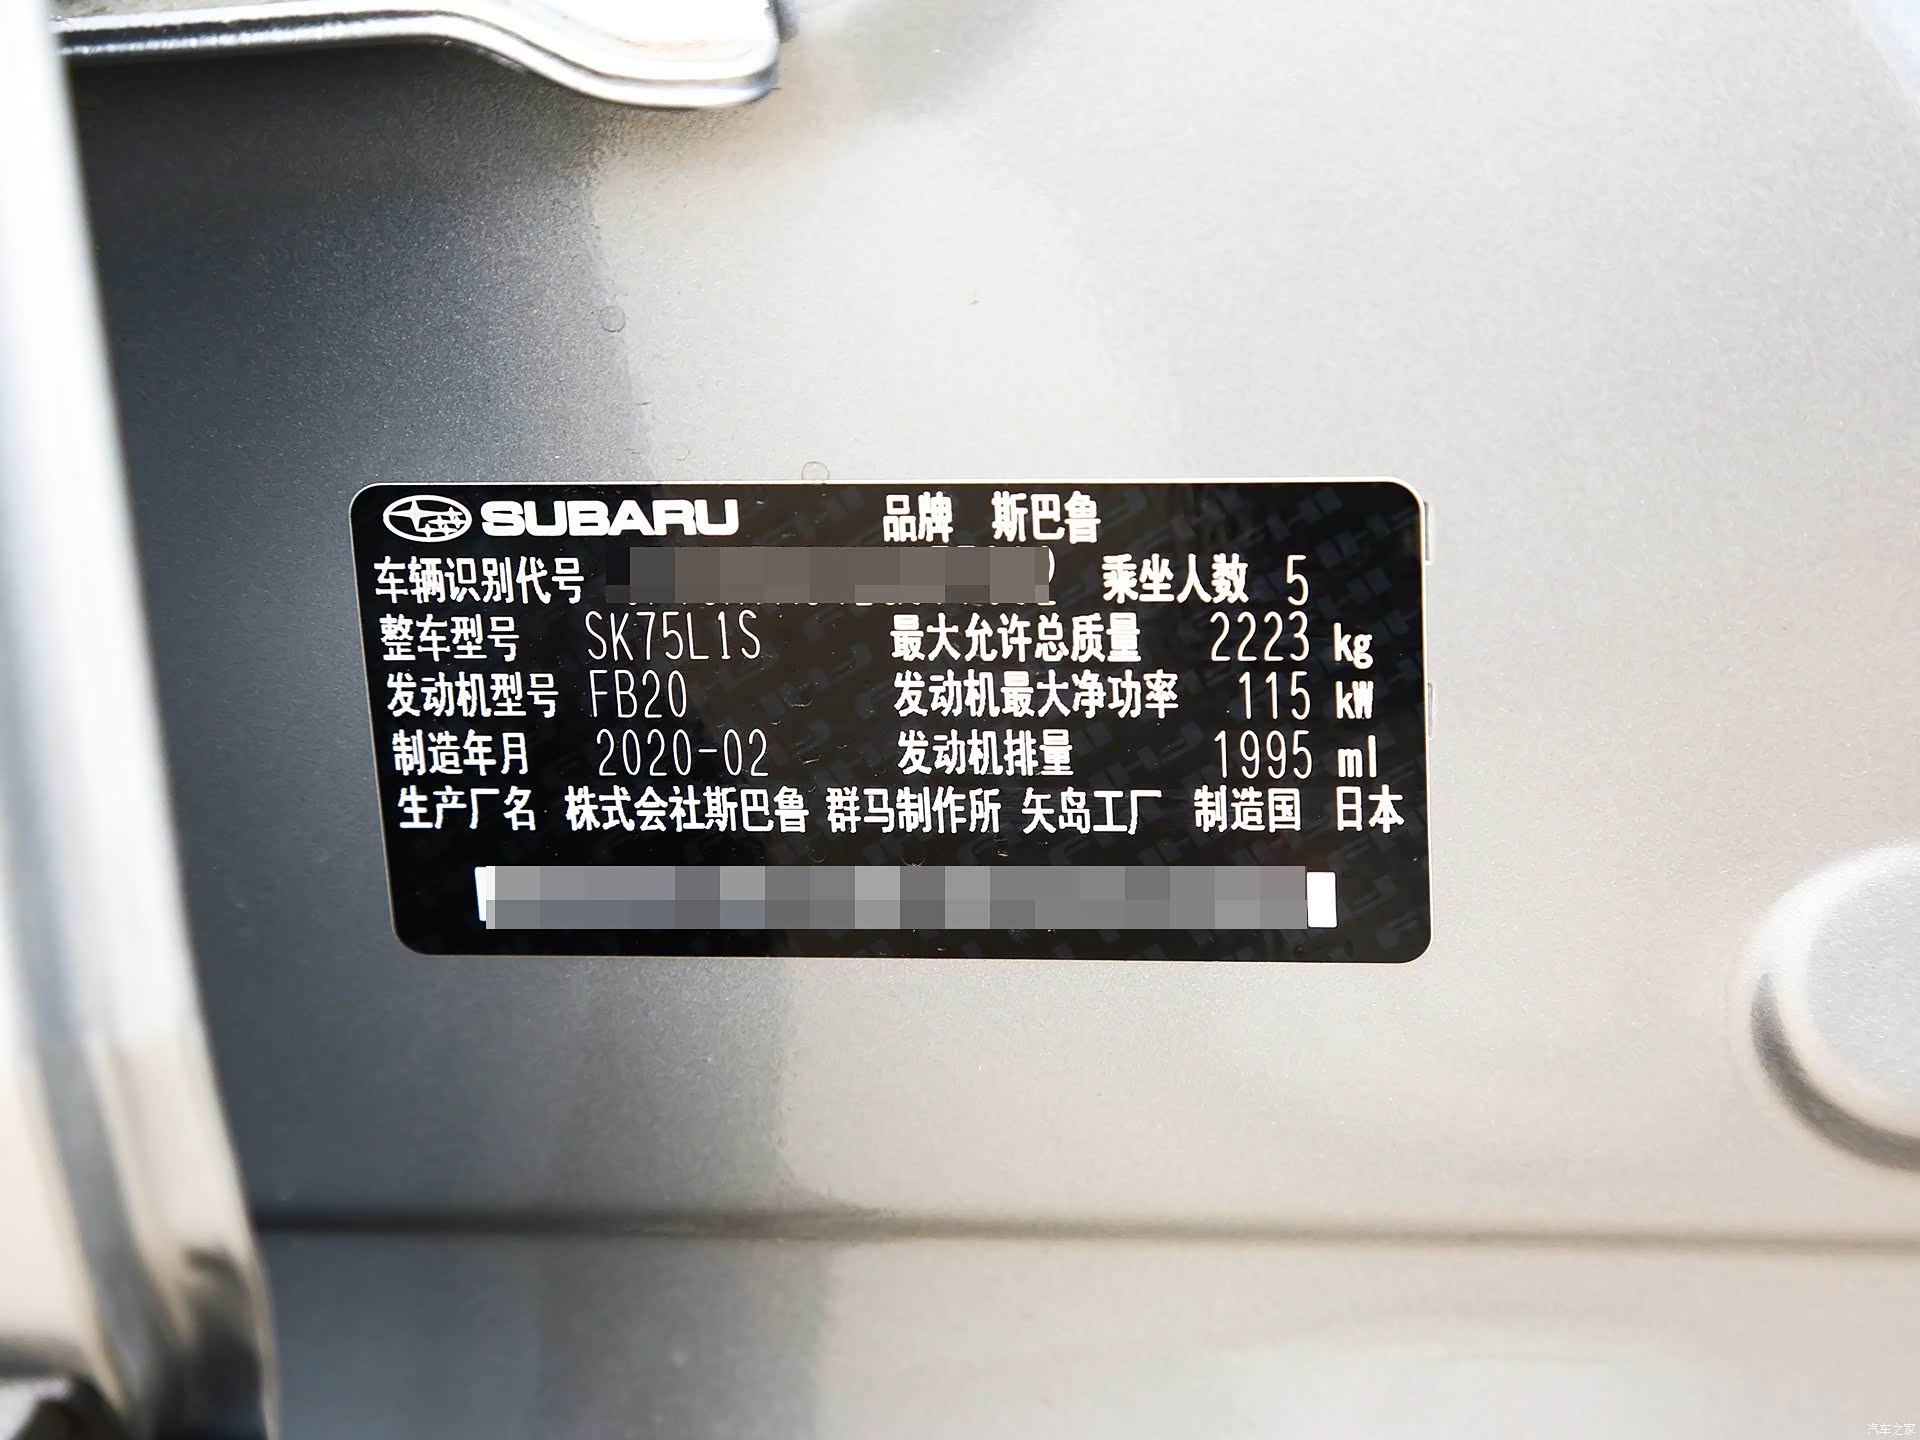 SUBARU 品牌 斯巴鲁
车辆识别代号 乘坐人数 5
整车型号 SK75L1S 最大允许总质量 2223 kg
发动机型号 FB20 发动机最大净功率 115 kW
制造年月 2020-02 发动机排量 1995 ml
生产厂名 株式会社斯巴鲁 群马制作所 矢岛工厂 制造国 日本
汽车之家